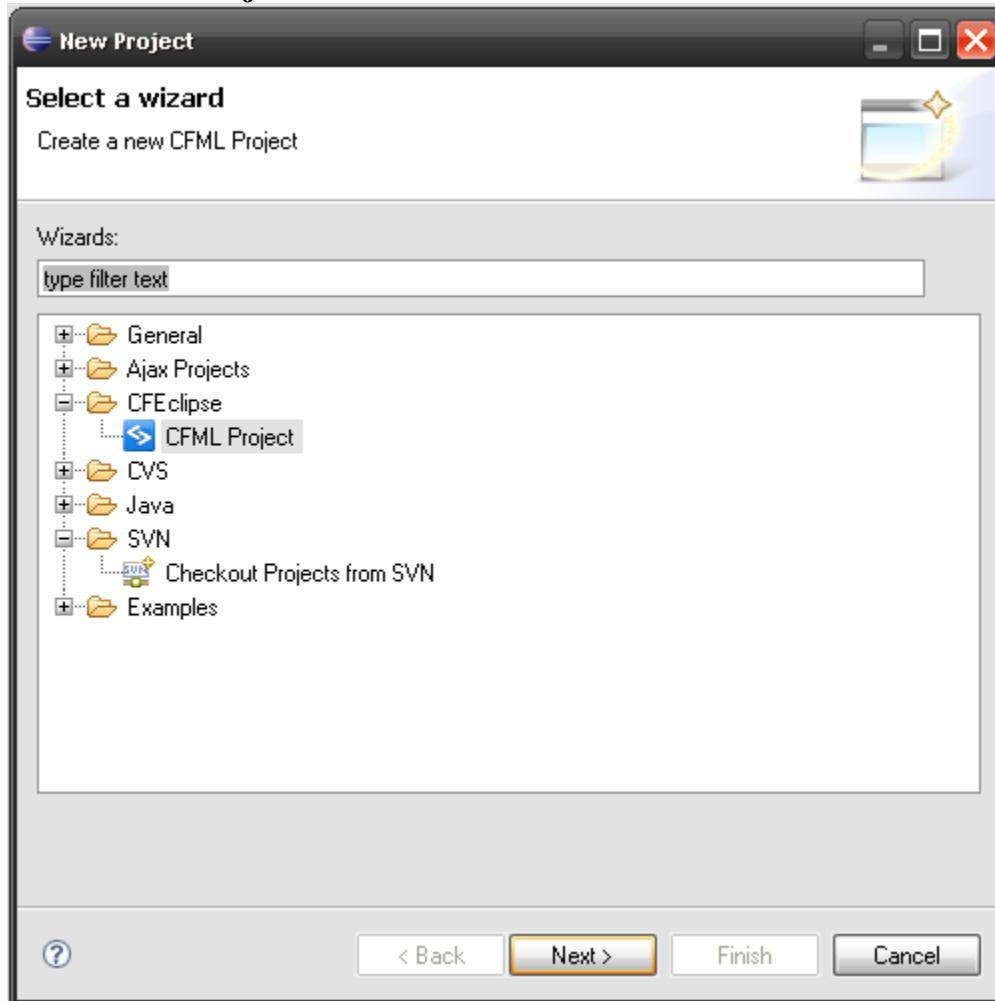 New Project
Select a wizard
Create a new CFML Project
Wizards:
type filter text
General
Ajax Projects
CFEclipse
CFML Project
CVS
Java
SVN
SVN Checkout Projects from SVN
Examples
? < Back Next > Finish Cancel